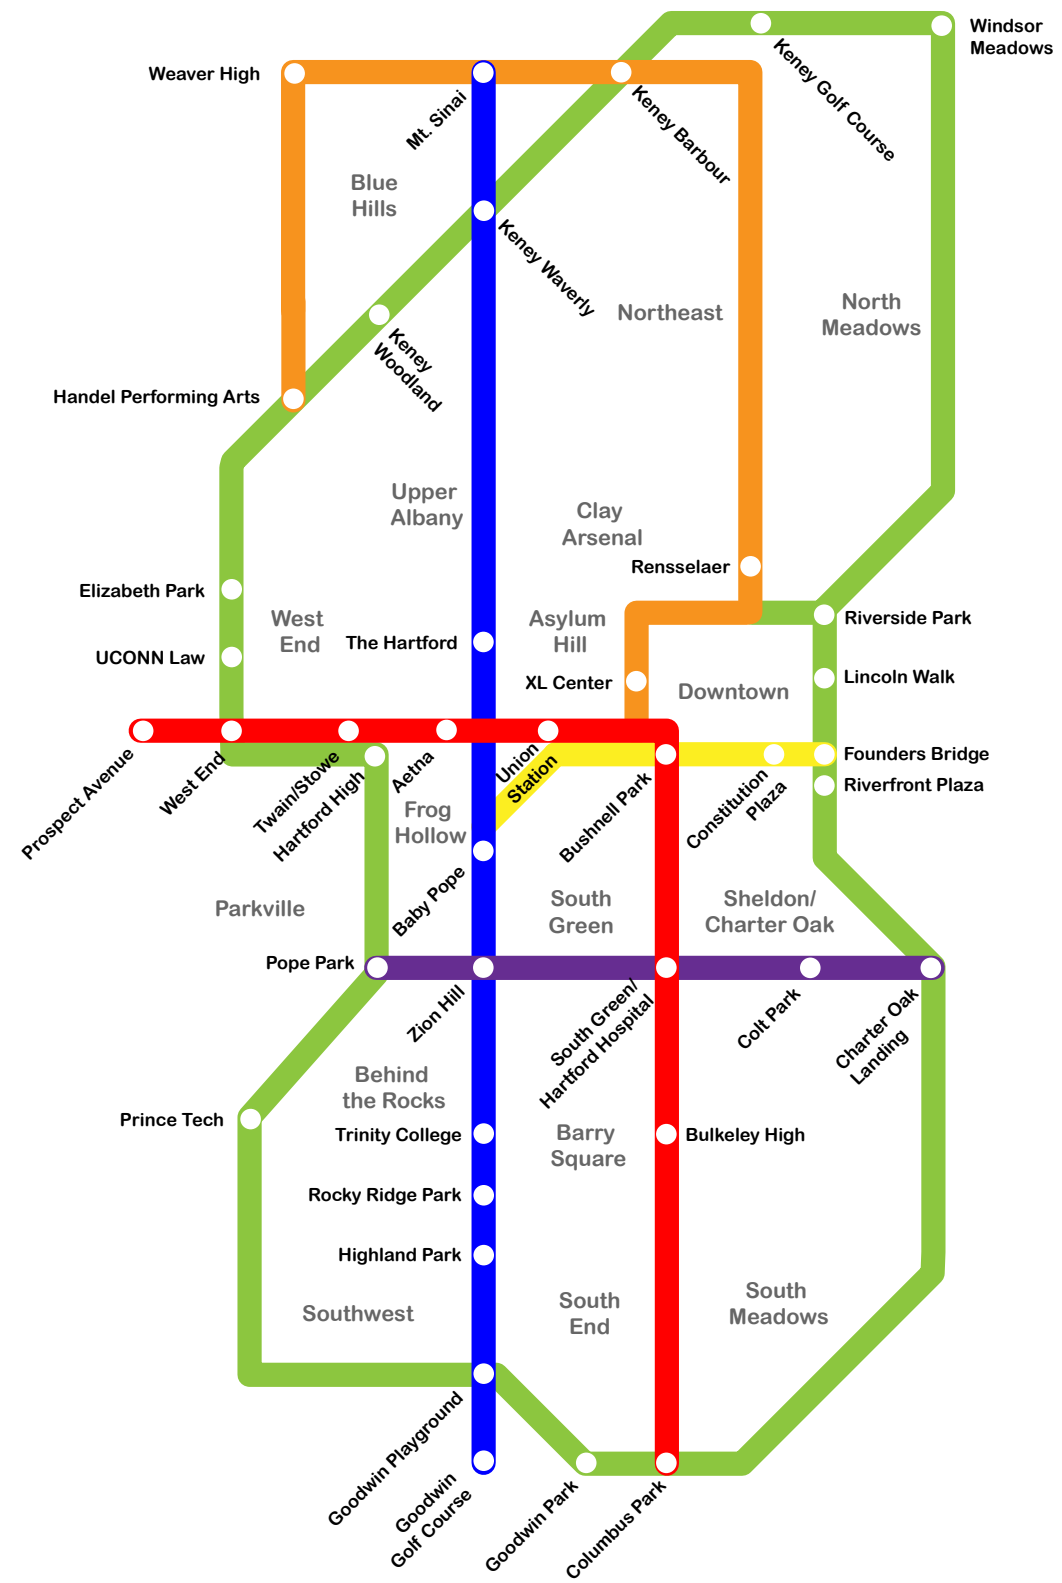 Windsor
Meadows
Keney Golf Course
Weaver High
Mt. Sinai
Keney Barbour
Blue
Hills
Keney Waverly
Northeast
North
Meadows
Keney
Woodland
Handel Performing Arts
Upper
Albany
Clay
Arsenal
Rensselaer
Elizabeth Park
West
End
The Hartford
Asylum
Hill
Riverside Park
UCONN Law
XL Center
Downtown
Lincoln Walk
Prospect Avenue
West End
Twain/Stowe
Hartford High
Aetna
Union
Station
Bushnell Park
Constitution
Plaza
Founders Bridge
Riverfront Plaza
Frog
Hollow
Baby Pope
Parkville
South
Green
Sheldon/
Charter Oak
Pope Park
Zion Hill
South Green/
Hartford Hospital
Colt Park
Charter Oak
Landing
Behind
the Rocks
Prince Tech
Trinity College
Barry
Square
Bulkeley High
Rocky Ridge Park
Highland Park
Southwest
South
End
South
Meadows
Goodwin Playground
Goodwin
Golf Course
Goodwin Park
Columbus Park